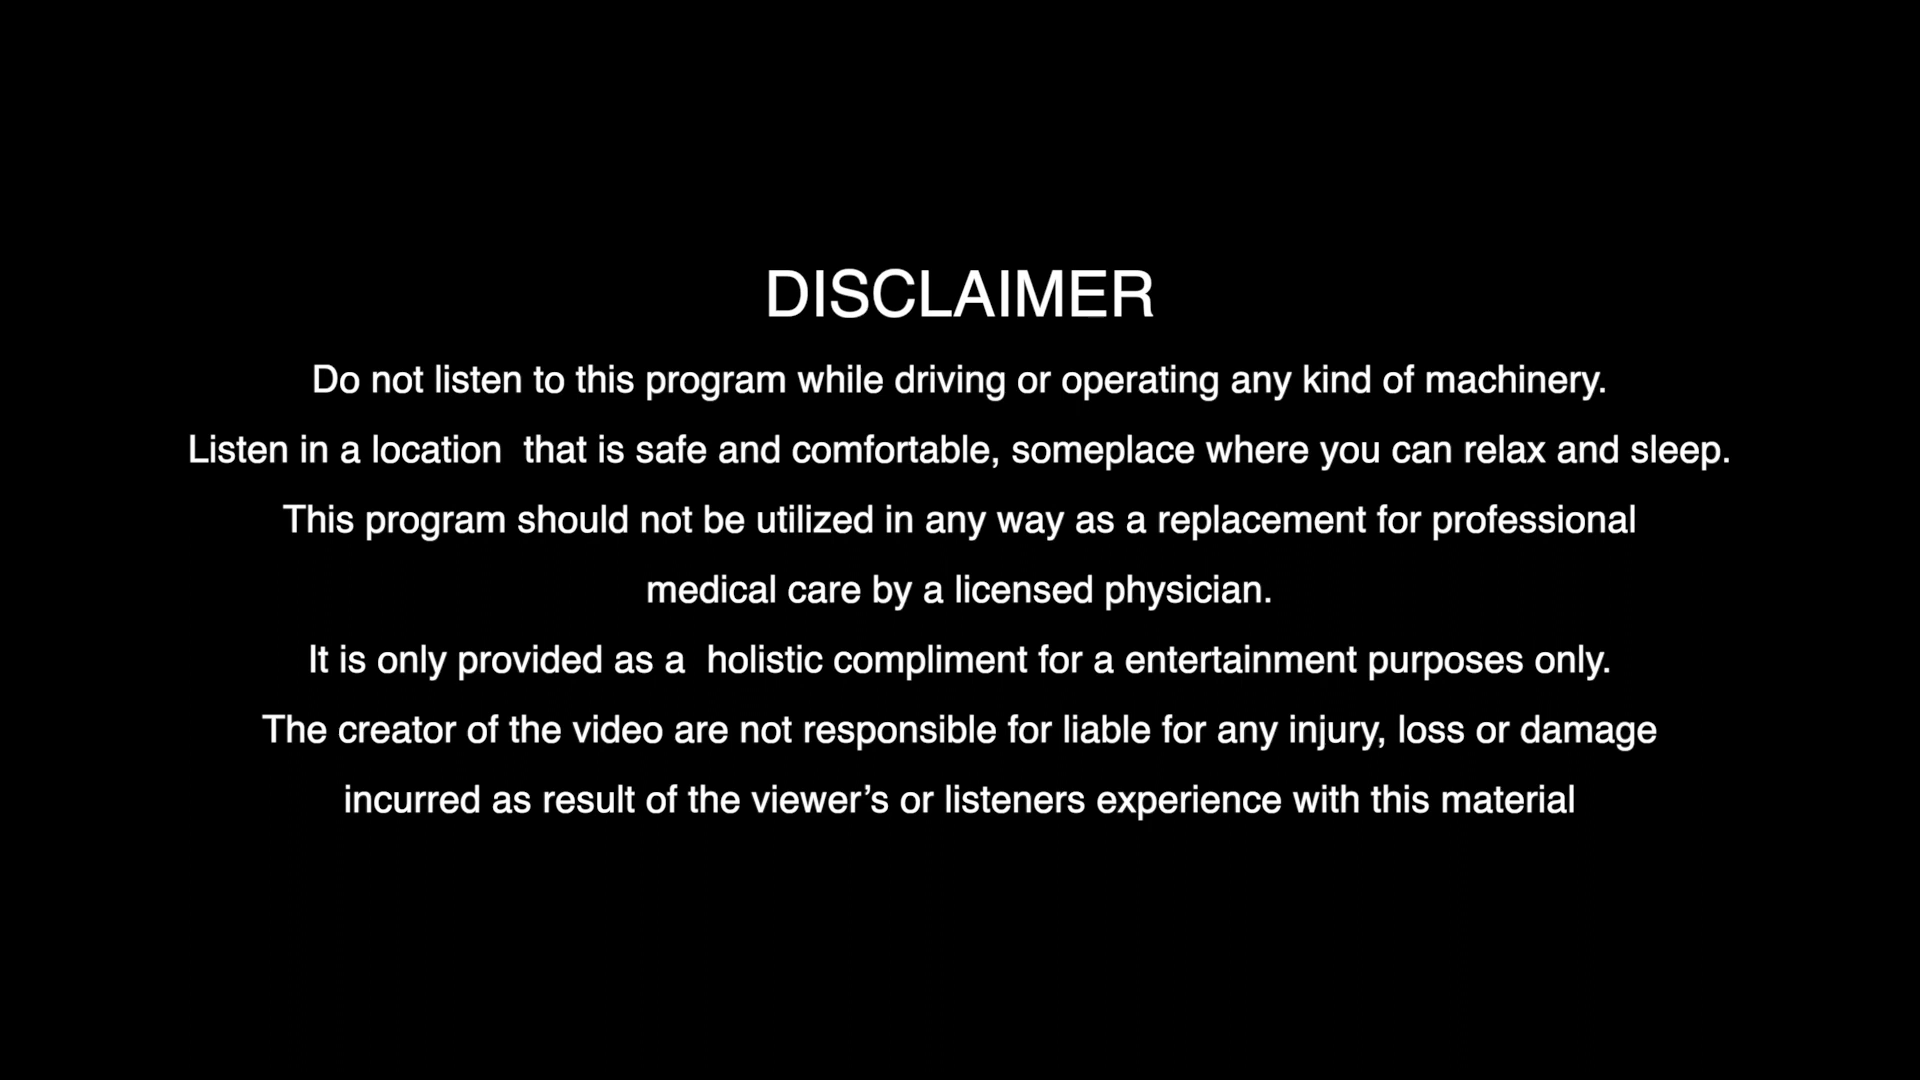 DISCLAIMER
Do not listen to this program while driving or operating any kind of machinery.
Listen in a location  that is safe and comfortable, someplace where you can relax and sleep.
This program should not be utilized in any way as a replacement for professional
medical care by a licensed physician.
It is only provided as a  holistic compliment for a entertainment purposes only.
The creator of the video are not responsible for liable for any injury, loss or damage
incurred as result of the viewer’s or listeners experience with this material